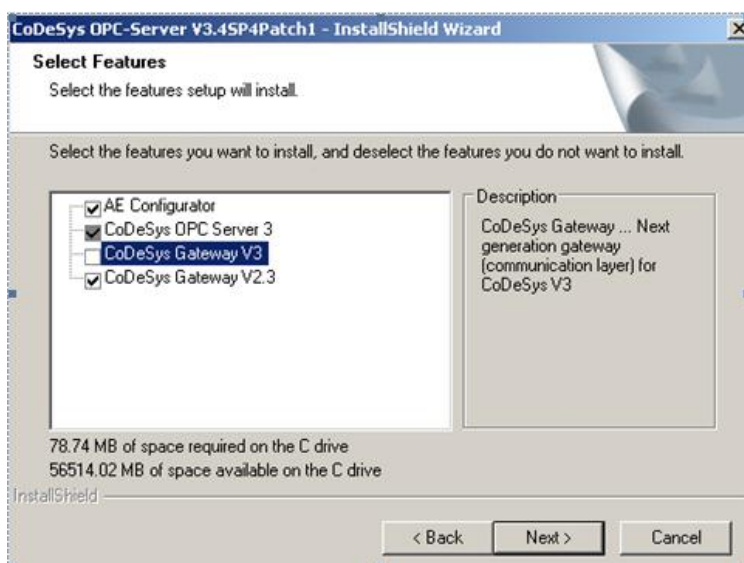 CoDeSys OPC-Server V3.4SP4Patch1 - InstallShield Wizard
Select Features
Select the features setup will install.
Select the features you want to install, and deselect the features you do not want to install.
AE Configurator
CoDeSys OPC Server 3
CoDeSys Gateway V3
CoDeSys Gateway V2.3
Description
CoDeSys Gateway ... Next
generation gateway
(communication layer) for
CoDeSys V3
78.74 MB of space required on the C drive
56514.02 MB of space available on the C drive
InstallShield
< Back
Next >
Cancel